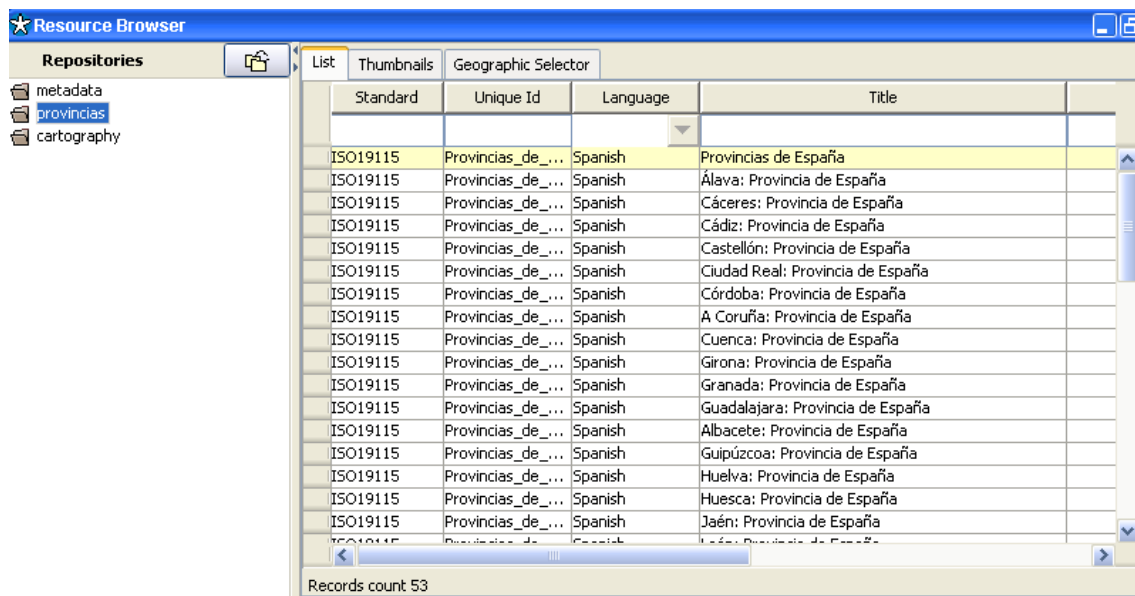 Resource Browser
Repositories
metadata
provincias
cartography
List Thumbnails Geographic Selector
Standard Unique Id Language Title
ISO19115 Provincias_de_... Spanish Provincias de España
ISO19115 Provincias_de_... Spanish Álava: Provincia de España
ISO19115 Provincias_de_... Spanish Cáceres: Provincia de España
ISO19115 Provincias_de_... Spanish Cádiz: Provincia de España
ISO19115 Provincias_de_... Spanish Castellón: Provincia de España
ISO19115 Provincias_de_... Spanish Ciudad Real: Provincia de España
ISO19115 Provincias_de_... Spanish Córdoba: Provincia de España
ISO19115 Provincias_de_... Spanish A Coruña: Provincia de España
ISO19115 Provincias_de_... Spanish Cuenca: Provincia de España
ISO19115 Provincias_de_... Spanish Girona: Provincia de España
ISO19115 Provincias_de_... Spanish Granada: Provincia de España
ISO19115 Provincias_de_... Spanish Guadalajara: Provincia de España
ISO19115 Provincias_de_... Spanish Albacete: Provincia de España
ISO19115 Provincias_de_... Spanish Guipúzcoa: Provincia de España
ISO19115 Provincias_de_... Spanish Huelva: Provincia de España
ISO19115 Provincias_de_... Spanish Huesca: Provincia de España
ISO19115 Provincias_de_... Spanish Jaén: Provincia de España
Records count 53